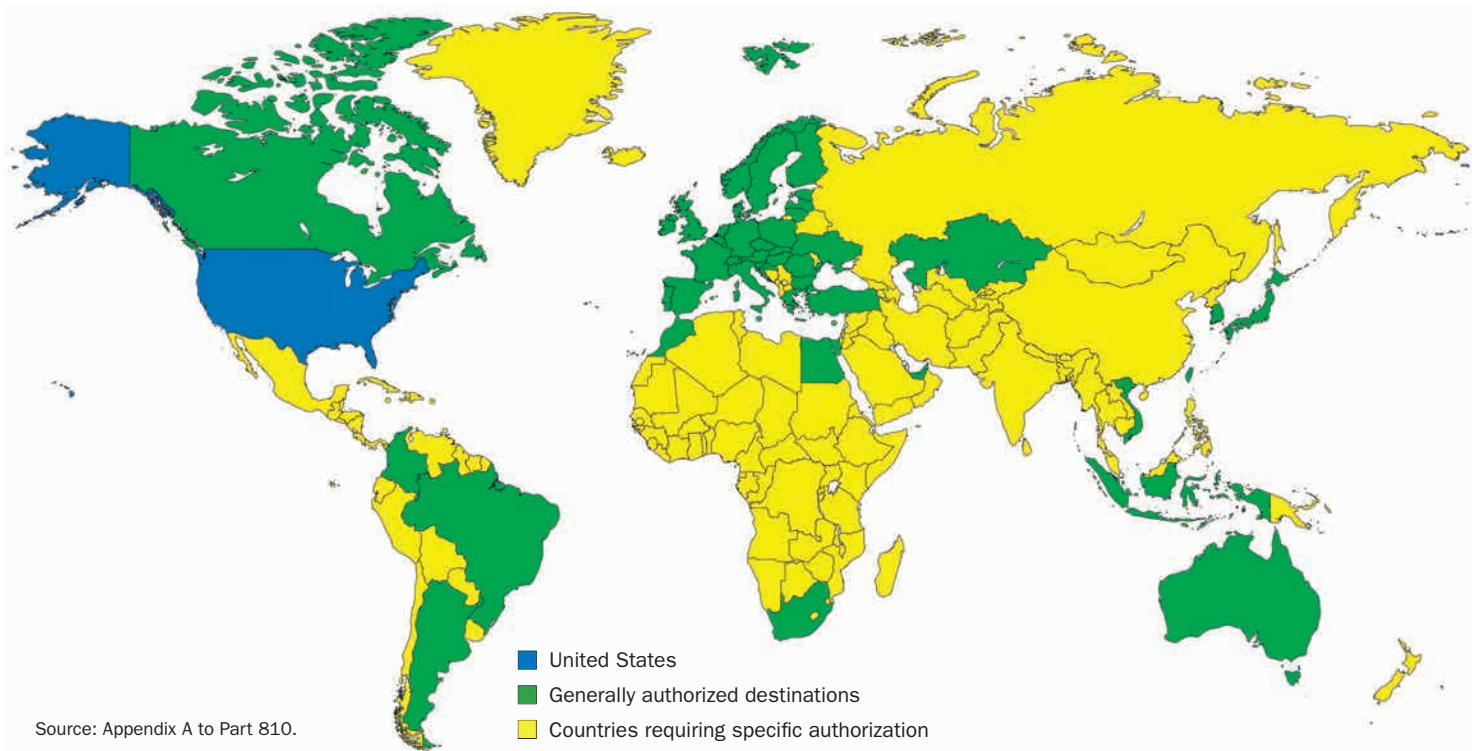 United States
Generally authorized destinations
Countries requiring specific authorization
Source: Appendix A to Part 810.